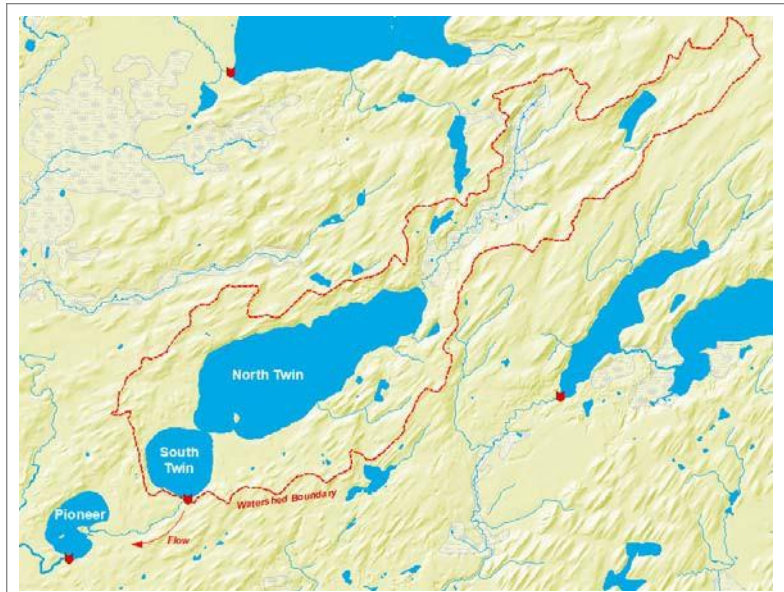 North Twin
South
Twin
Pioneer
Watershed Boundary
Flow